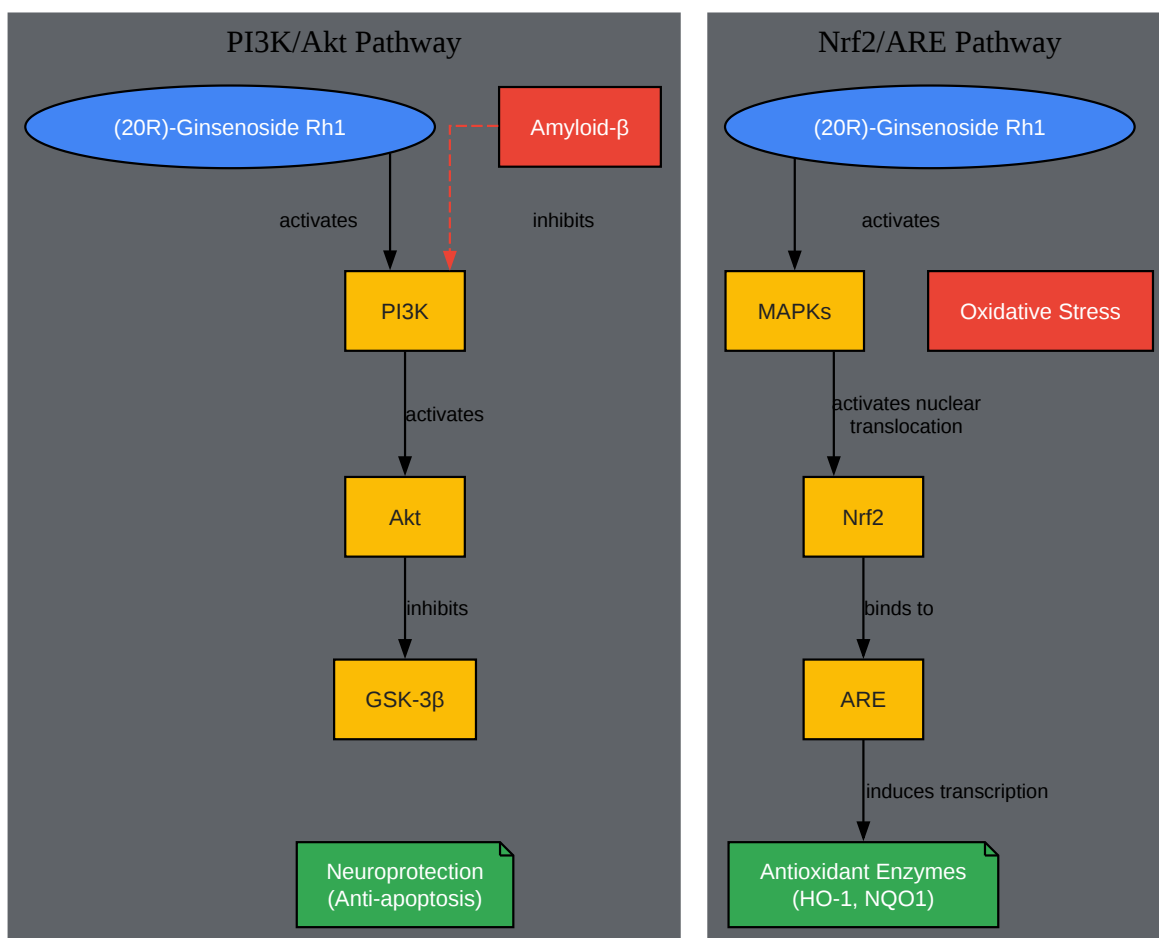 PI3K/Akt Pathway
(20R)-Ginsenoside Rh1
Amyloid-β
activates
inhibits
PI3K
activates
Akt
inhibits
GSK-3β
Neuroprotection
(Anti-apoptosis)
Nrf2/ARE Pathway
(20R)-Ginsenoside Rh1
activates
MAPKs
Oxidative Stress
activates nuclear
translocation
Nrf2
binds to
ARE
induces transcription
Antioxidant Enzymes
(HO-1, NQO1)